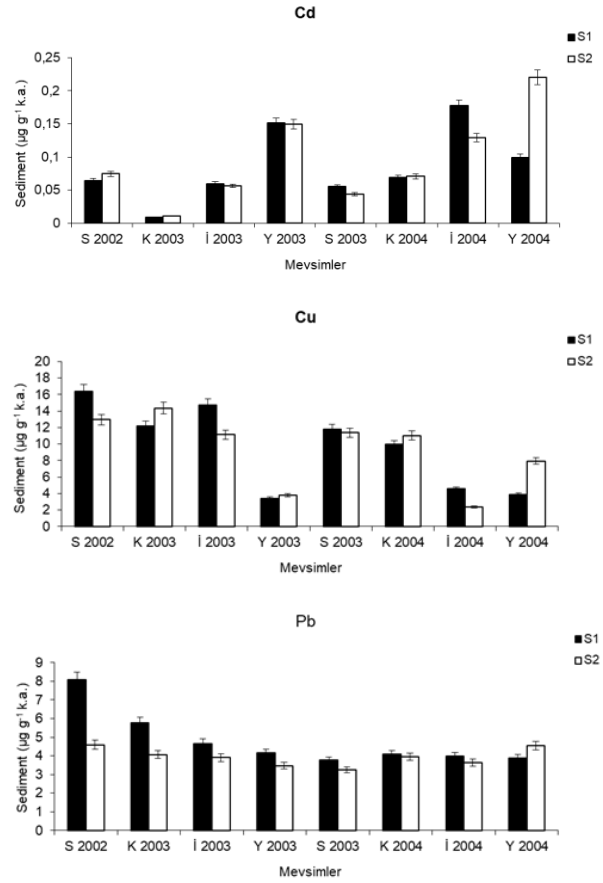 Cd
S1
S2
Sediment (µg g⁻¹ k.a.)
0,25
0,2
0,15
0,1
0,05
0
S 2002 K 2003 İ 2003 Y 2003 S 2003 K 2004 İ 2004 Y 2004
Mevsimler
Cu
S1
S2
Sediment (µg g⁻¹ k.a.)
20
18
16
14
12
10
8
6
4
2
0
S 2002 K 2003 İ 2003 Y 2003 S 2003 K 2004 İ 2004 Y 2004
Mevsimler
Pb
S1
S2
Sediment (µg g⁻¹ k.a.)
9
8
7
6
5
4
3
2
1
0
S 2002 K 2003 İ 2003 Y 2003 S 2003 K 2004 İ 2004 Y 2004
Mevsimler